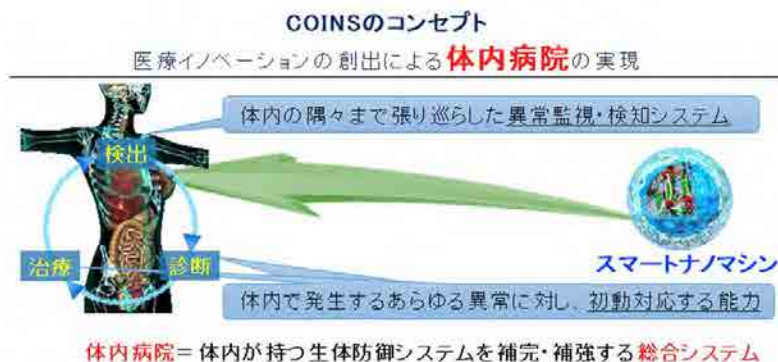 COINSのコンセプト
医療イノベーションの創出による体内病院の実現
体内の隅々まで張り巡らした異常監視・検知システム
検出
治療
診断
スマートナノマシン
体内で発生するあらゆる異常に対し、初動対応する能力
体内病院＝体内が持つ生体防御システムを補完・補強する総合システム